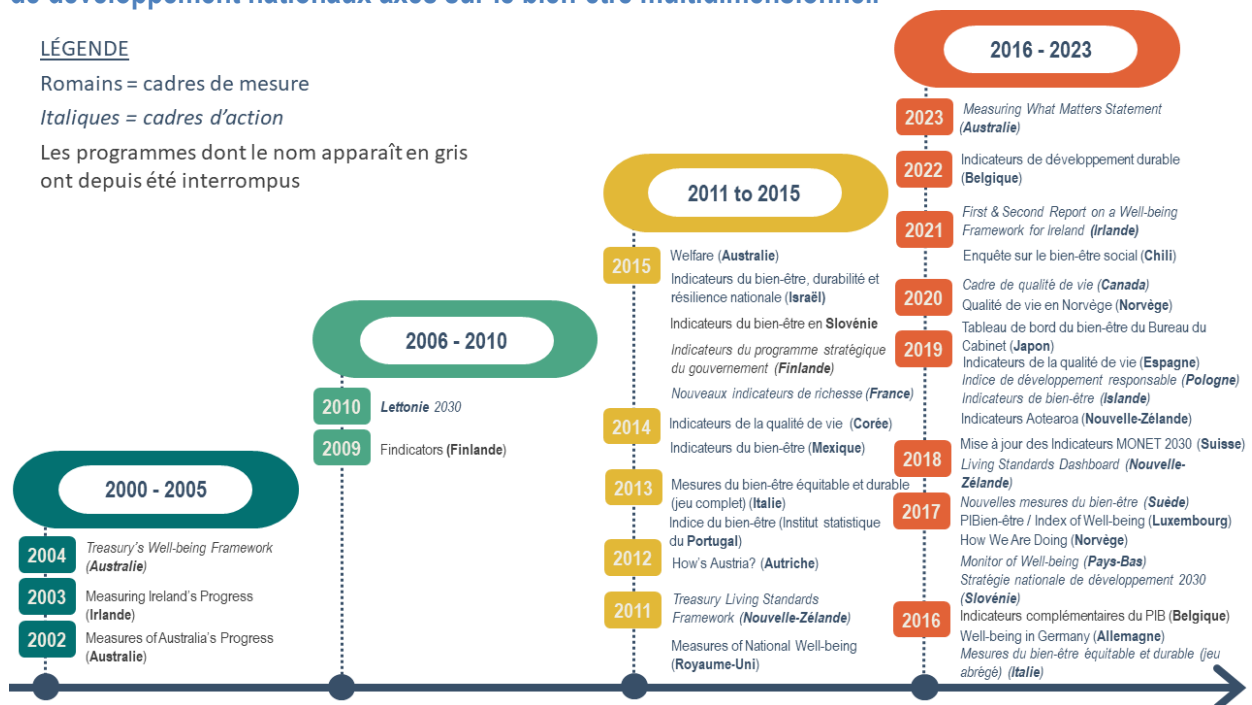 de développement nationaux axés sur le bien-être multidimensionnel
LÉGENDE
Romains = cadres de mesure
Italiques = cadres d'action
Les programmes dont le nom apparaît en gris
ont depuis été interrompus
2000 - 2005
2004
Treasury's Well-being Framework
(Australie)
2003
Measuring Ireland's Progress
(Irlande)
2002
Measures of Australia's Progress
(Australie)
2006 - 2010
2010
Lettonie 2030
2009
Findicators (Finlande)
2011 to 2015
2015
Welfare (Australie)
Indicateurs du bien-être, durabilité et
résilience nationale (Israël)
Indicateurs du bien-être en Slovénie
Indicateurs du programme stratégique
du gouvernement (Finlande)
Nouveaux indicateurs de richesse (France)
2014
Indicateurs de la qualité de vie (Corée)
Indicateurs du bien-être (Mexique)
2013
Mesures du bien-être équitable et durable
(jeu complet) (Italie)
Indice du bien-être (Institut statistique
du Portugal)
2012
How's Austria? (Autriche)
2011
Treasury Living Standards
Framework (Nouvelle-Zélande)
Measures of National Well-being
(Royaume-Uni)
2016 - 2023
2023
Measuring What Matters Statement
(Australie)
2022
Indicateurs de développement durable
(Belgique)
2021
First & Second Report on a Well-being
Framework for Ireland (Irlande)
Enquête sur le bien-être social (Chili)
2020
Cadre de qualité de vie (Canada)
Qualité de vie en Norvège (Norvège)
2019
Tableau de bord du bien-être du Bureau du
Cabinet (Japon)
Indicateurs de la qualité de vie (Espagne)
Indice de développement responsable (Pologne)
Indicateurs de bien-être (Islande)
Indicateurs Aotearoa (Nouvelle-Zélande)
2018
Mise à jour des Indicateurs MONET 2030 (Suisse)
Living Standards Dashboard (Nouvelle-
Zélande)
2017
Nouvelles mesures du bien-être (Suède)
PIBien-être / Index of Well-being (Luxembourg)
How We Are Doing (Norvège)
Monitor of Well-being (Pays-Bas)
Stratégie nationale de développement 2030
(Slovénie)
2016
Indicateurs complémentaires du PIB (Belgique)
Well-being in Germany (Allemagne)
Mesures du bien-être équitable et durable (jeu
abrégé) (Italie)